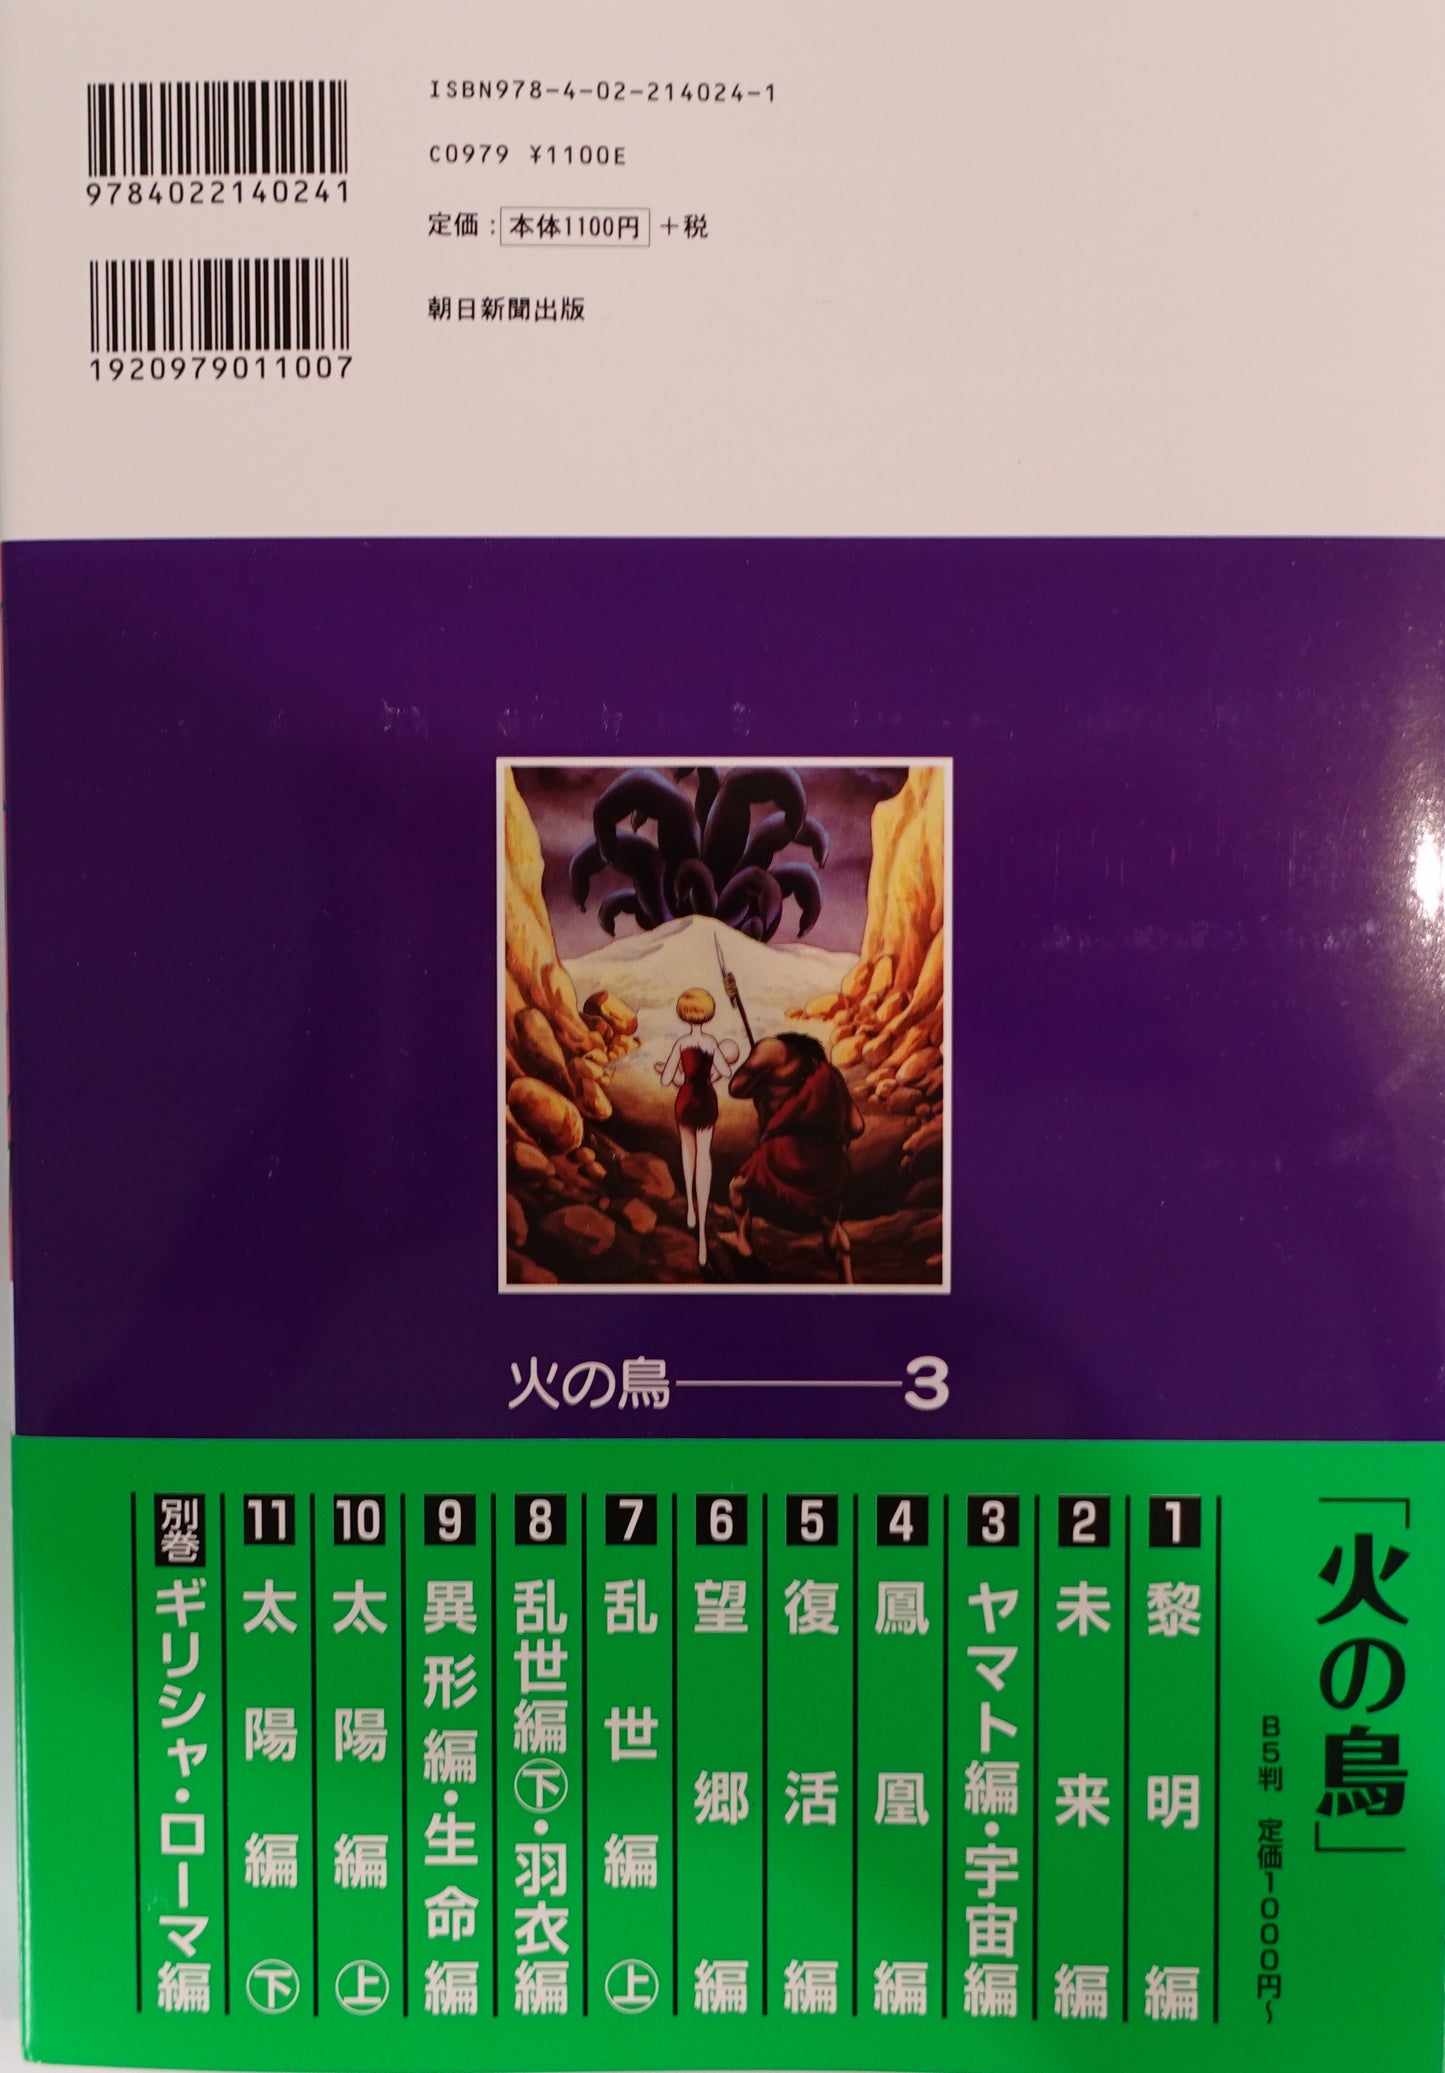 ISBN978-4-02-214024-1
C0979 ¥1100E
定価：本体1100円＋税
朝日新聞出版
9784022140241
1920979011007
火の鳥――3
「火の鳥」
B5判 定価1000円〜
1 黎明編
2 未来編
3 ヤマト編・宇宙編
4 鳳凰編
5 復活編
6 望郷編
7 乱世編㊤
8 乱世編㊦・羽衣編
9 異形編・生命編
10 太陽編㊤
11 太陽編㊦
別巻 ギリシャ・ローマ編